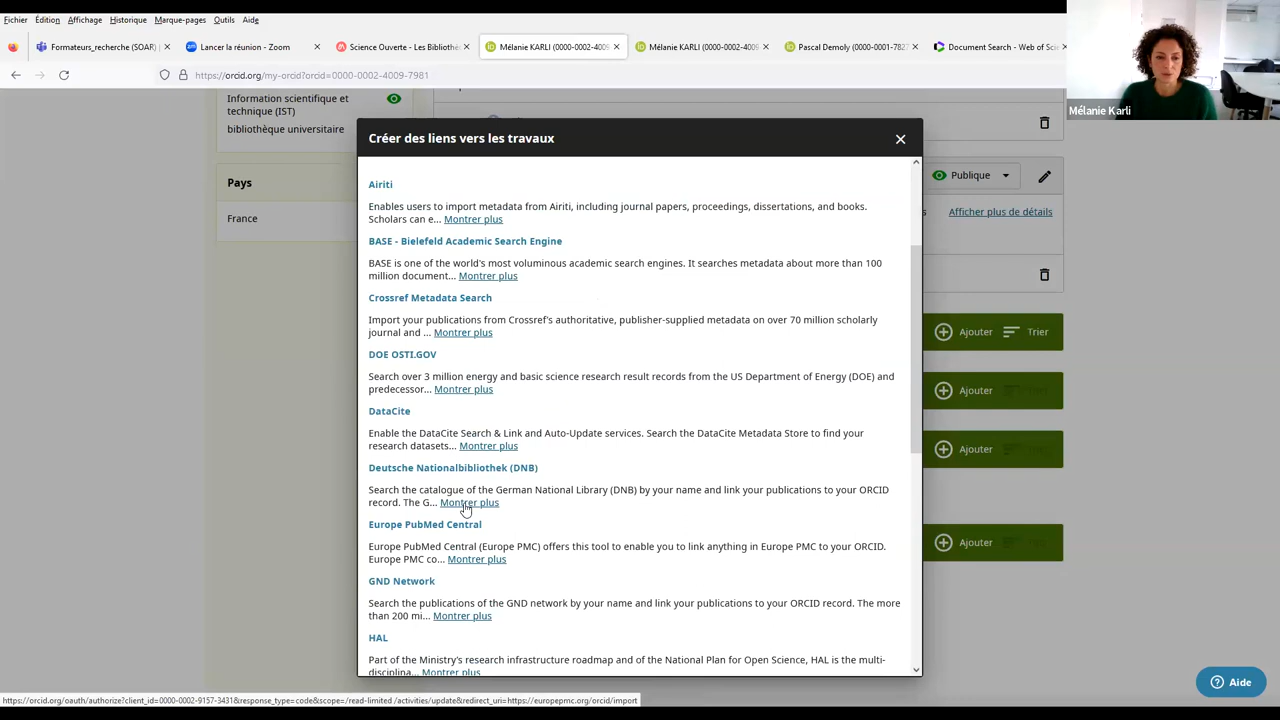 Fichier Édition Affichage Historique Marque-pages Outils Aide
Formateurs_recherche (SOAR)
Lancer la réunion - Zoom
Science Ouverte - Les Bibliothè
Mélanie KARLI (0000-0002-4009-
Mélanie KARLI (0000-0002-4009-
Pascal Demoly (0000-0001-7827-
Document Search - Web of Scie
https://orcid.org/my-orcid?orcid=0000-0002-4009-7981
Mélanie Karli
Information scientifique et
technique (IST)
bibliothèque universitaire
Pays
France
Créer des liens vers les travaux
Airiti
Enables users to import metadata from Airiti, including journal papers, proceedings, dissertations, and books.
Scholars can e... Montrer plus
BASE - Bielefeld Academic Search Engine
BASE is one of the world's most voluminous academic search engines. It searches metadata about more than 100
million document... Montrer plus
Crossref Metadata Search
Import your publications from Crossref's authoritative, publisher-supplied metadata on over 70 million scholarly
journal and ... Montrer plus
DOE OSTI.GOV
Search over 3 million energy and basic science research result records from the US Department of Energy (DOE) and
predecessor... Montrer plus
DataCite
Enable the DataCite Search & Link and Auto-Update services. Search the DataCite Metadata Store to find your
research datasets... Montrer plus
Deutsche Nationalbibliothek (DNB)
Search the catalogue of the German National Library (DNB) by your name and link your publications to your ORCID
record. The G... Montrer plus
Europe PubMed Central
Europe PubMed Central (Europe PMC) offers this tool to enable you to link anything in Europe PMC to your ORCID.
Europe PMC co... Montrer plus
GND Network
Search the publications of the GND network by your name and link your publications to your ORCID record. The more
than 200 mi... Montrer plus
HAL
Part of the Ministry's research infrastructure roadmap and of the National Plan for Open Science, HAL is the multi-
disciplina... Montrer plus
Publique
Afficher plus de détails
Ajouter Trier
Ajouter
Ajouter
Ajouter
Aide
https://orcid.org/oauth/authorize?client_id=0000-0002-9157-3431&response_type=code&scope=/read-limited /activities/update&redirect_uri=https://europepmc.org/orcid/import